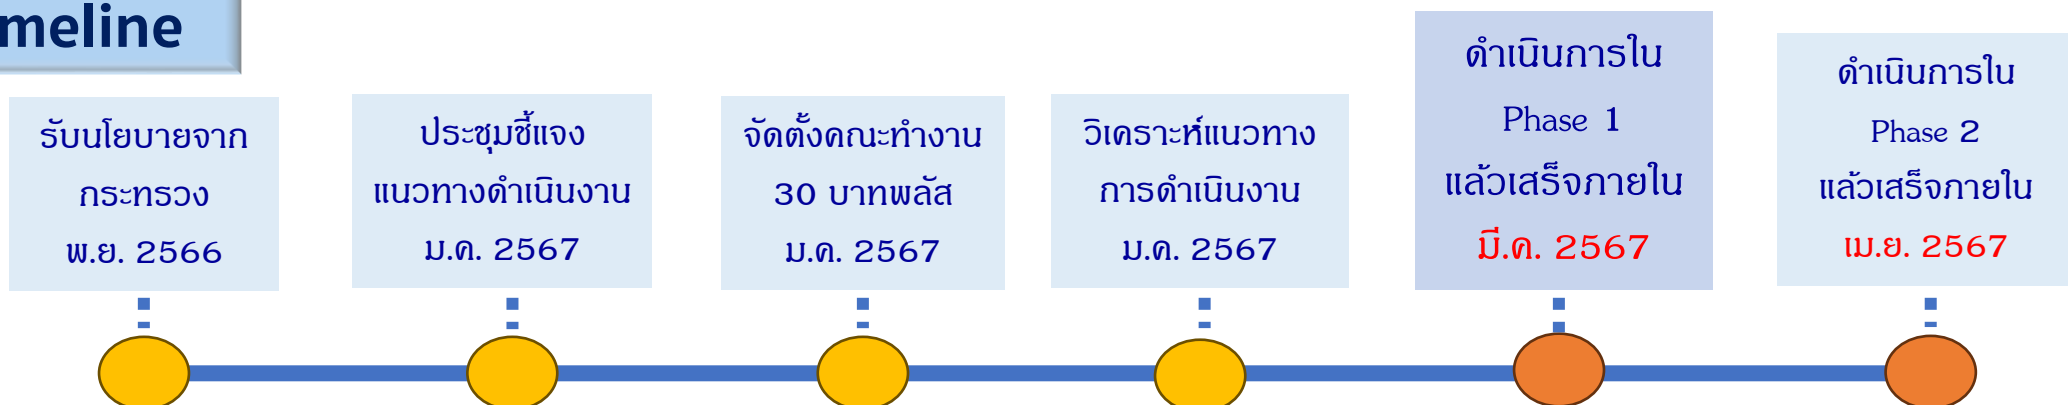 meline
รับนโยบายจาก
กระทรวง
พ.ย. 2566
ประชุมชี้แจง
แนวทางดำเนินงาน
ม.ค. 2567
จัดตั้งคณะทำงาน
30 บาทพลัส
ม.ค. 2567
วิเคราะห์แนวทาง
การดำเนินงาน
ม.ค. 2567
ดำเนินการใน
Phase 1
แล้วเสร็จภายใน
มี.ค. 2567
ดำเนินการใน
Phase 2
แล้วเสร็จภายใน
เม.ย. 2567